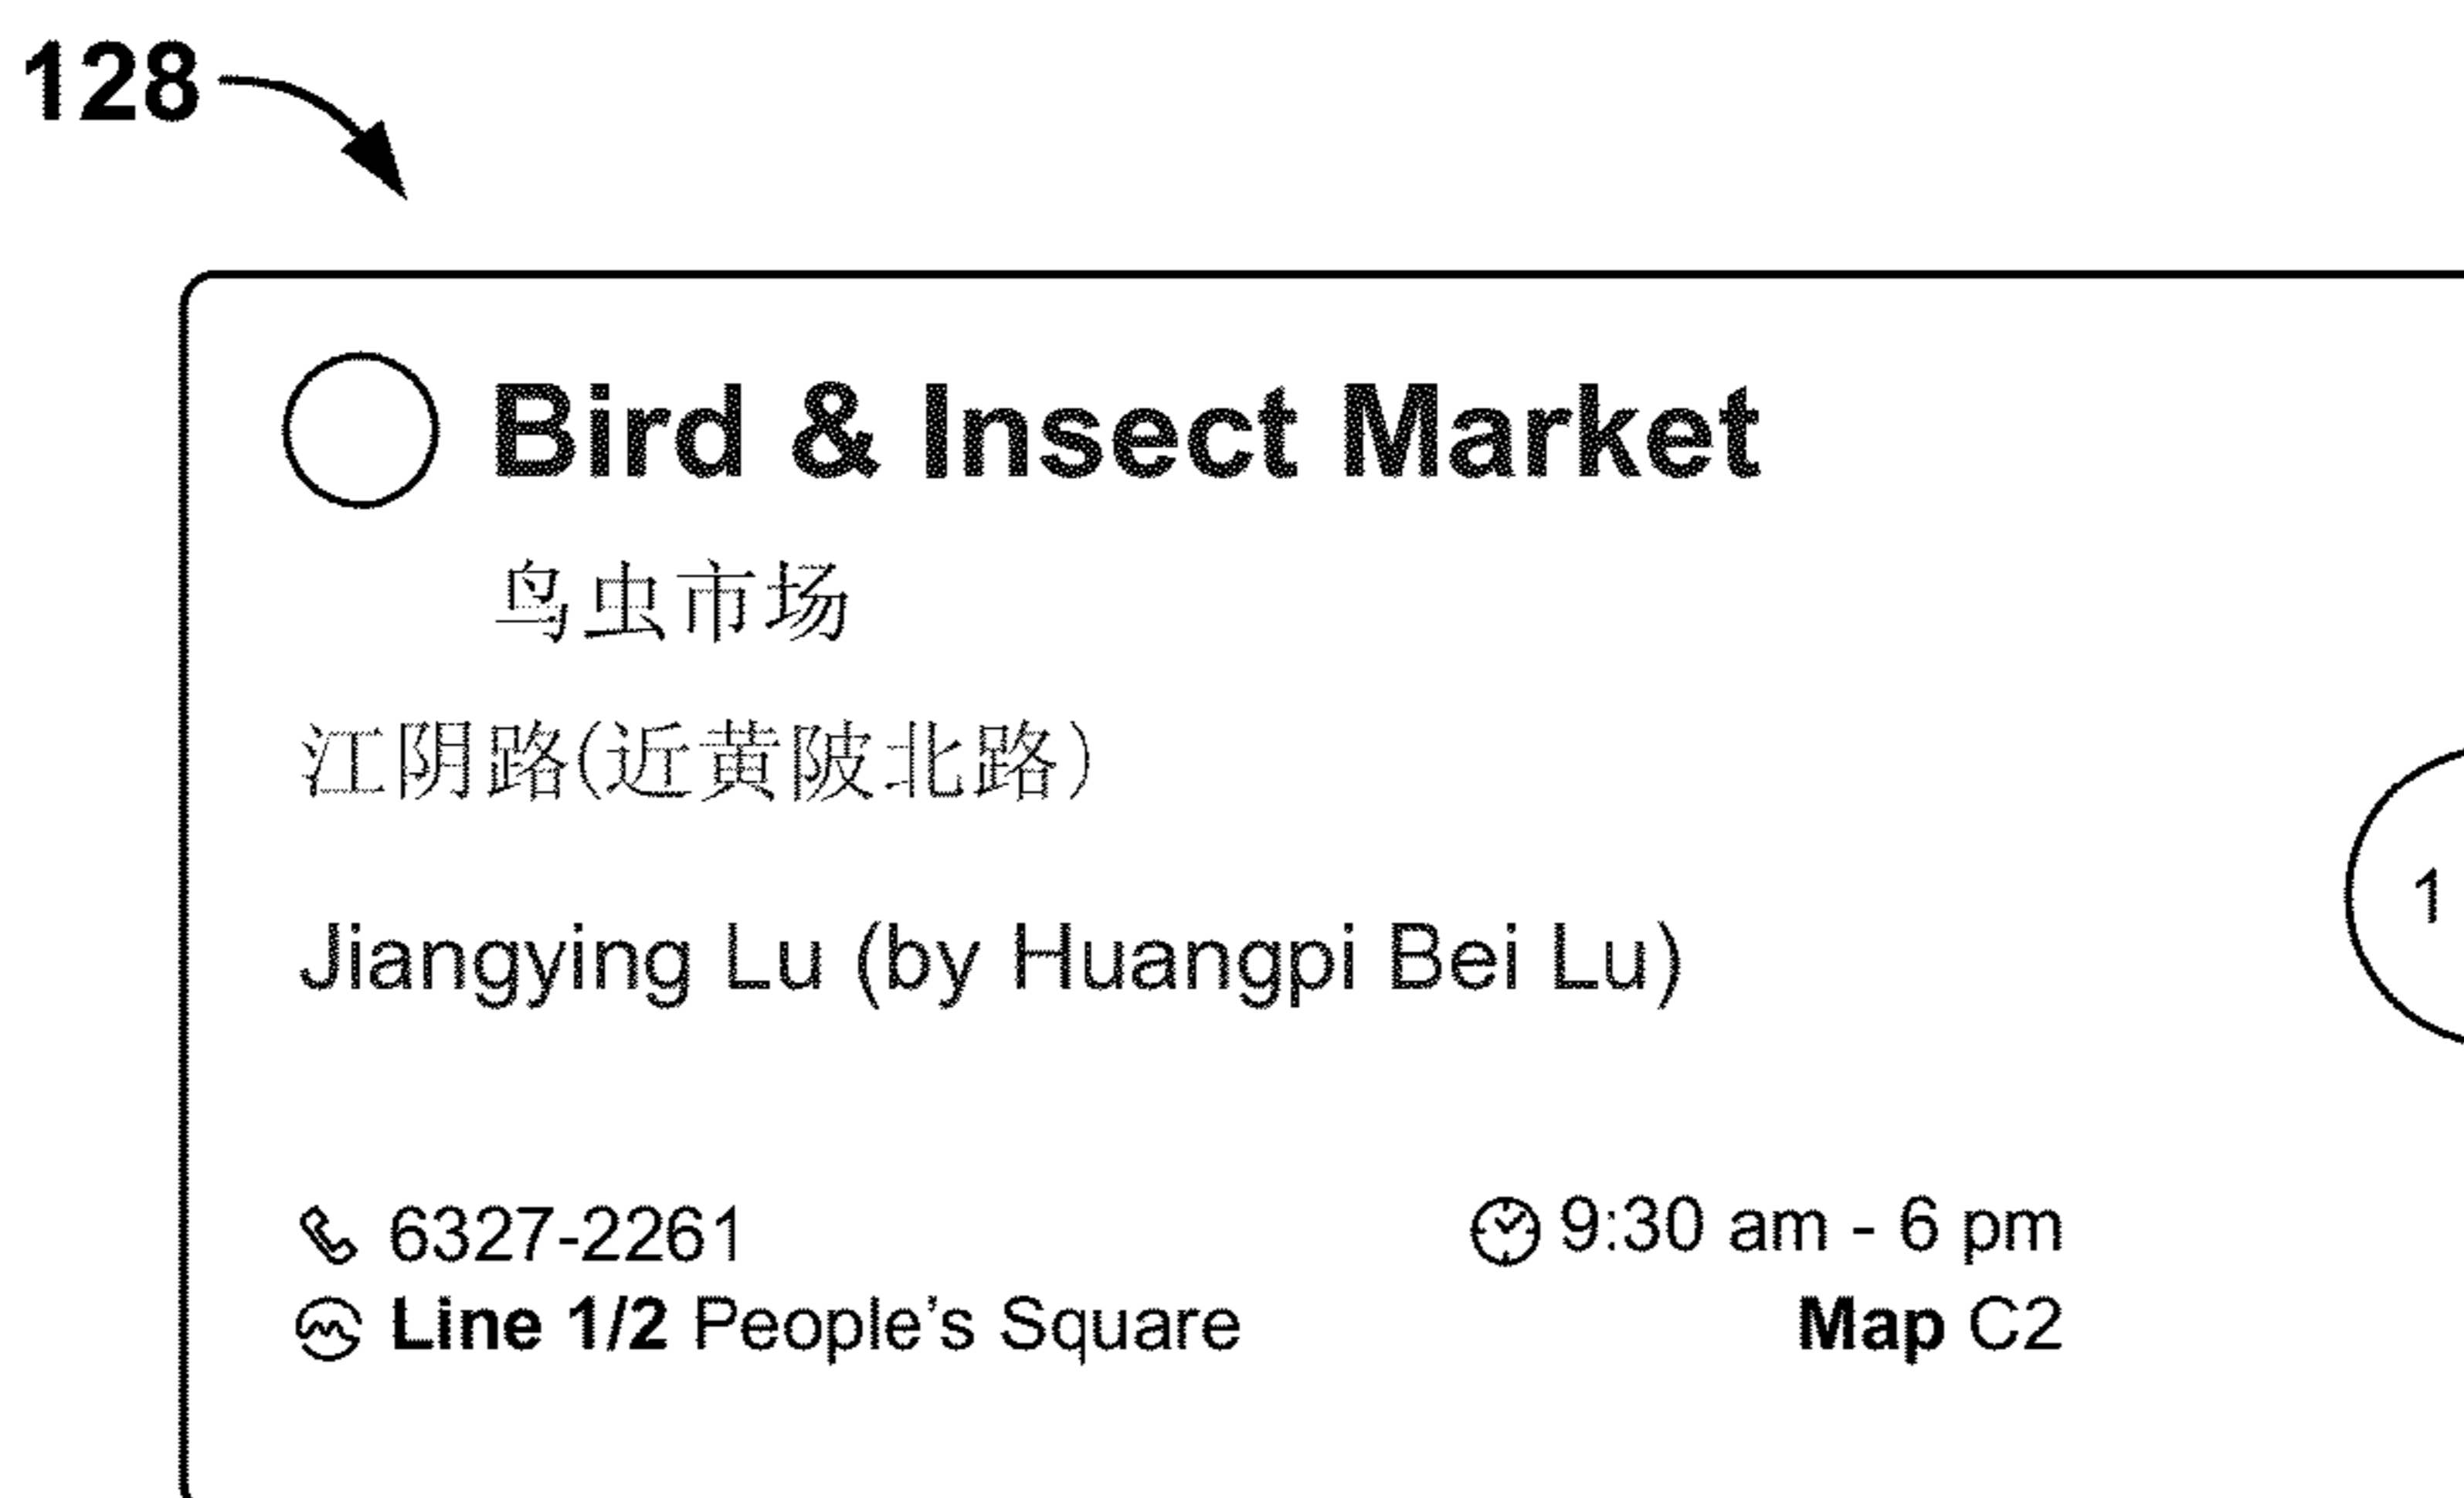 128
Bird & Insect Market
鸟虫市场
江阴路(近黄陂北路)
Jiangying Lu (by Huangpi Bei Lu)
1
6327-2261
9:30 am - 6 pm
Line 1/2 People's Square
Map C2